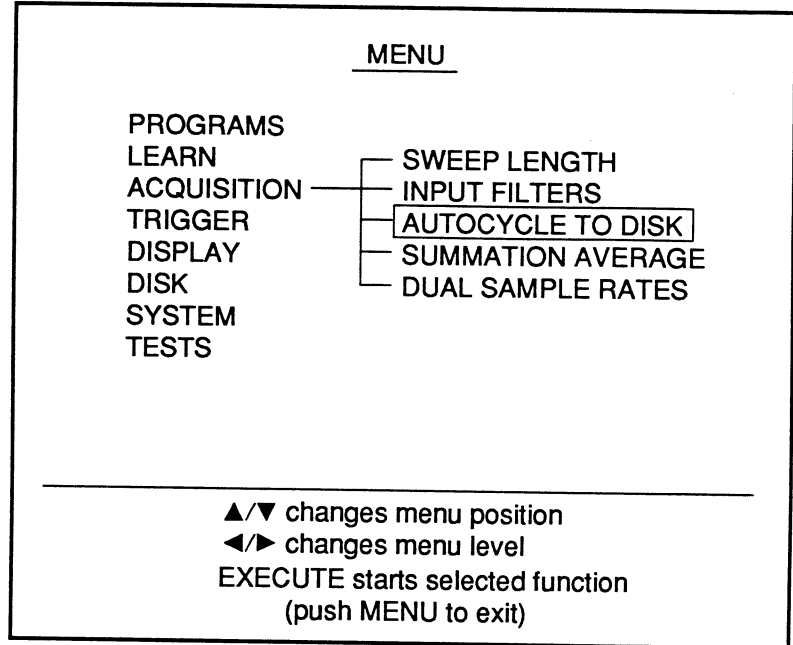 MENU
PROGRAMS
LEARN
ACQUISITION
TRIGGER
DISPLAY
DISK
SYSTEM
TESTS
SWEEP LENGTH
INPUT FILTERS
AUTOCYCLE TO DISK
SUMMATION AVERAGE
DUAL SAMPLE RATES
▲/▼ changes menu position
◄/► changes menu level
EXECUTE starts selected function
(push MENU to exit)